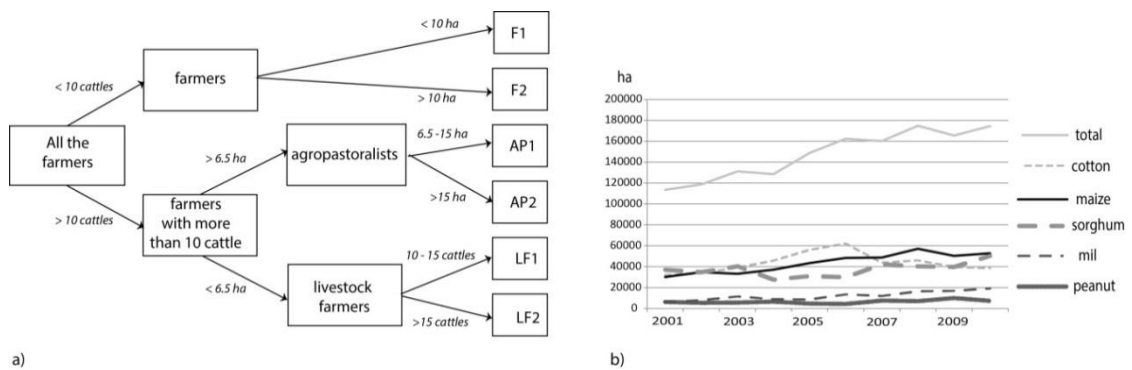 < 10 ha
F1
farmers
< 10 cattles
> 10 ha
F2
All the
farmers
6.5 -15 ha
AP1
> 6.5 ha
agropastoralists
>15 ha
AP2
> 10 cattles
farmers
with more
than 10 cattle
10 - 15 cattles
LF1
< 6.5 ha
livestock
farmers
>15 cattles
LF2
a)
ha
200000
180000
160000
140000
120000
100000
80000
60000
40000
20000
0
2001
2003
2005
2007
2009
total
cotton
maize
sorghum
mil
peanut
b)